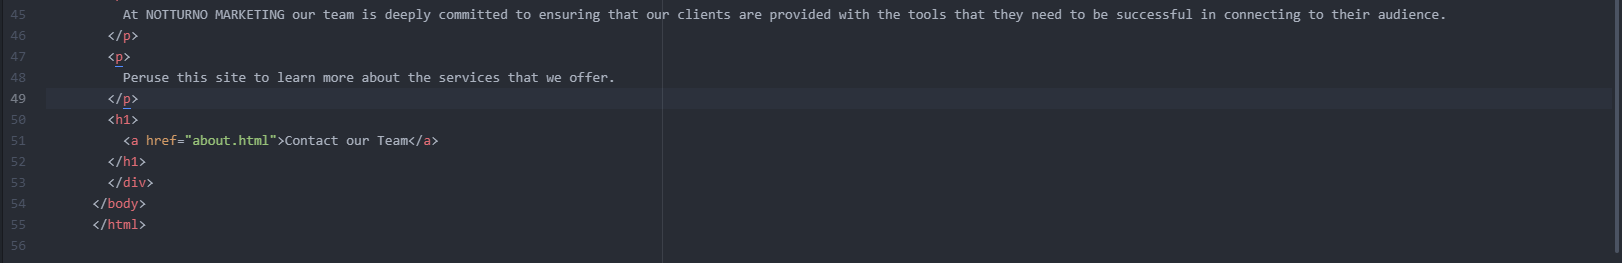 45 At NOTTURNO MARKETING our team is deeply committed to ensuring that our clients are provided with the tools that they need to be successful in connecting to their audience.
46 </p>
47 <p>
48 Peruse this site to learn more about the services that we offer.
49 </p>
50 <h1>
51 <a href="about.html">Contact our Team</a>
52 </h1>
53 </div>
54 </body>
55 </html>
56